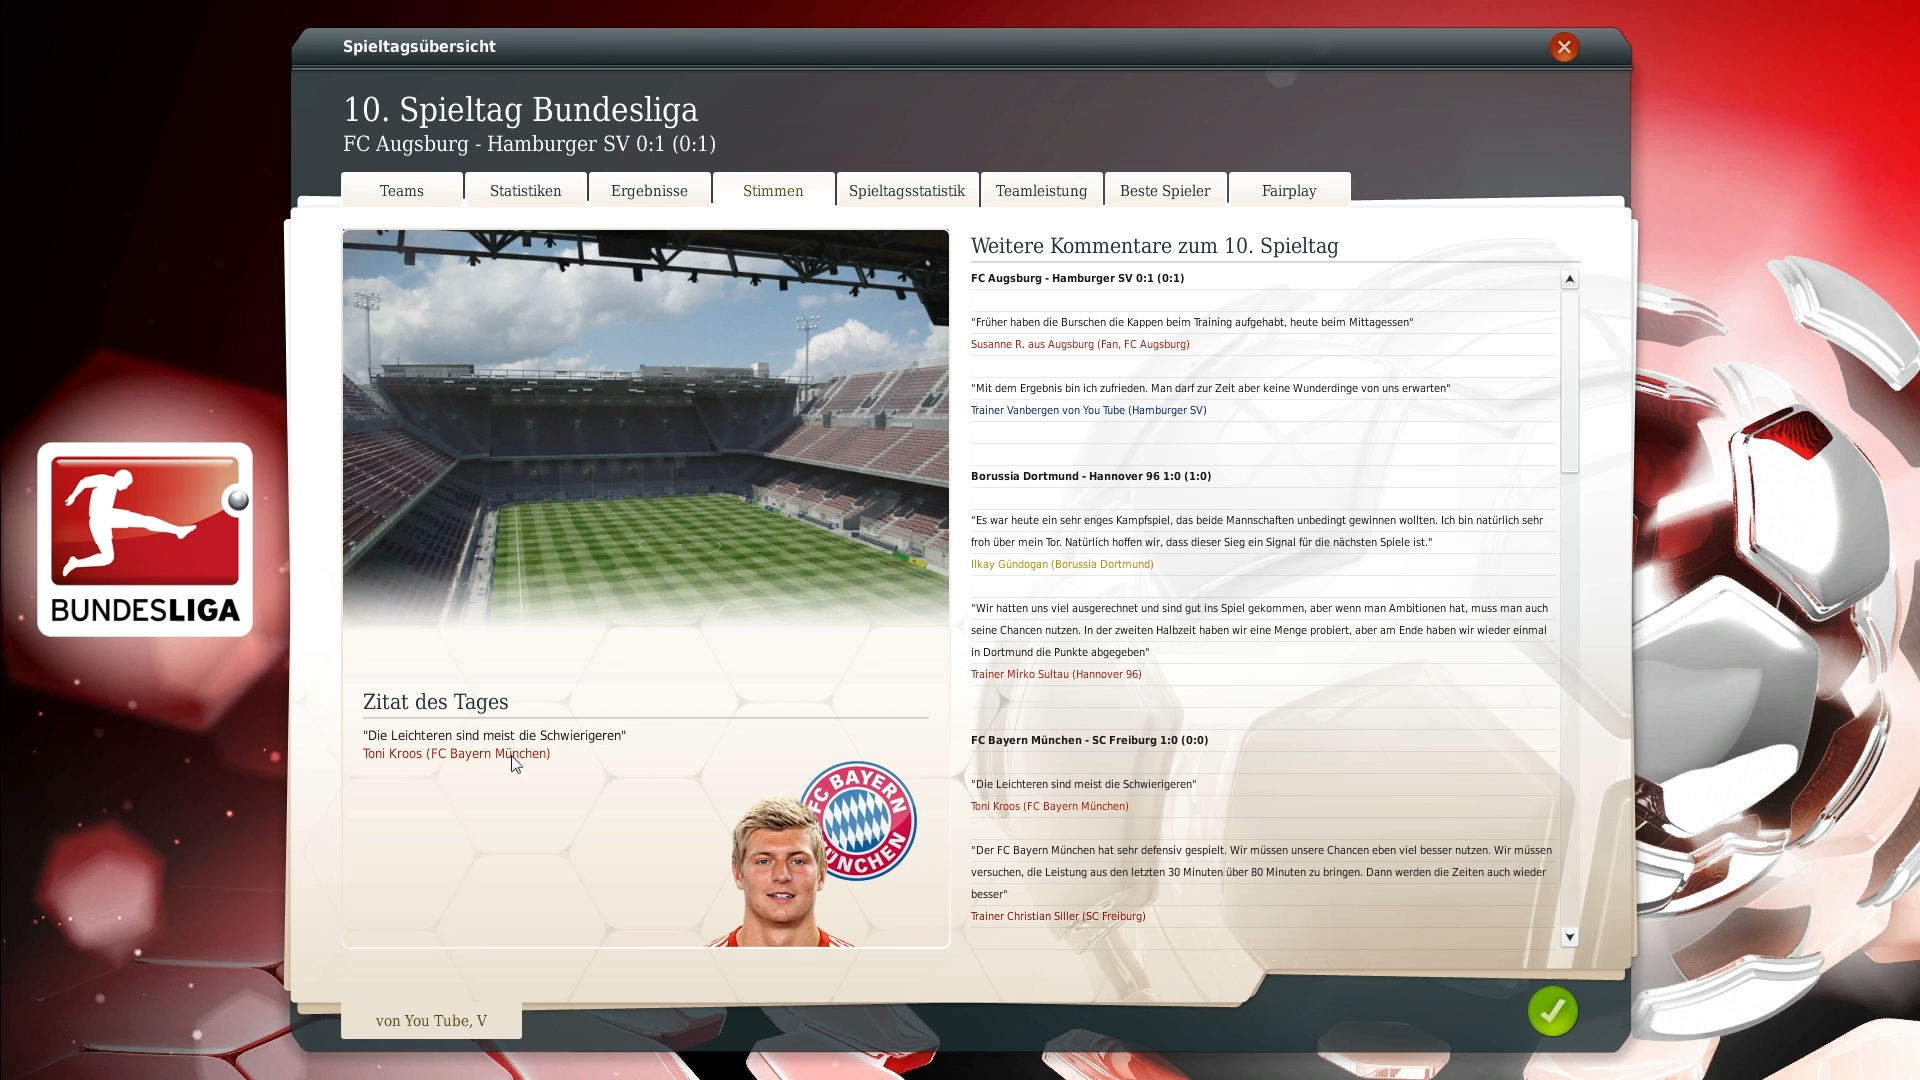 Spieltagsübersicht
10. Spieltag Bundesliga
FC Augsburg - Hamburger SV 0:1 (0:1)
Teams
Statistiken
Ergebnisse
Stimmen
Spieltagsstatistik
Teamleistung
Beste Spieler
Fairplay
BUNDESLIGA
Zitat des Tages
"Die Leichteren sind meist die Schwierigeren"
Toni Kroos (FC Bayern München)
FC BAYERN
MÜNCHEN
Weitere Kommentare zum 10. Spieltag
FC Augsburg - Hamburger SV 0:1 (0:1)
"Früher haben die Burschen die Kappen beim Training aufgehabt, heute beim Mittagessen"
Susanne R. aus Augsburg (Fan, FC Augsburg)
"Mit dem Ergebnis bin ich zufrieden. Man darf zur Zeit aber keine Wunderdinge von uns erwarten"
Trainer Vanbergen von You Tube (Hamburger SV)
Borussia Dortmund - Hannover 96 1:0 (1:0)
"Es war heute ein sehr enges Kampfspiel, das beide Mannschaften unbedingt gewinnen wollten. Ich bin natürlich sehr
froh über mein Tor. Natürlich hoffen wir, dass dieser Sieg ein Signal für die nächsten Spiele ist."
Ilkay Gündogan (Borussia Dortmund)
"Wir hatten uns viel ausgerechnet und sind gut ins Spiel gekommen, aber wenn man Ambitionen hat, muss man auch
seine Chancen nutzen. In der zweiten Halbzeit haben wir eine Menge probiert, aber am Ende haben wir wieder einmal
in Dortmund die Punkte abgegeben"
Trainer Mirko Sultau (Hannover 96)
FC Bayern München - SC Freiburg 1:0 (0:0)
"Die Leichteren sind meist die Schwierigeren"
Toni Kroos (FC Bayern München)
"Der FC Bayern München hat sehr defensiv gespielt. Wir müssen unsere Chancen eben viel besser nutzen. Wir müssen
versuchen, die Leistung aus den letzten 30 Minuten über 80 Minuten zu bringen. Dann werden die Zeiten auch wieder
besser"
Trainer Christian Siller (SC Freiburg)
von You Tube, V